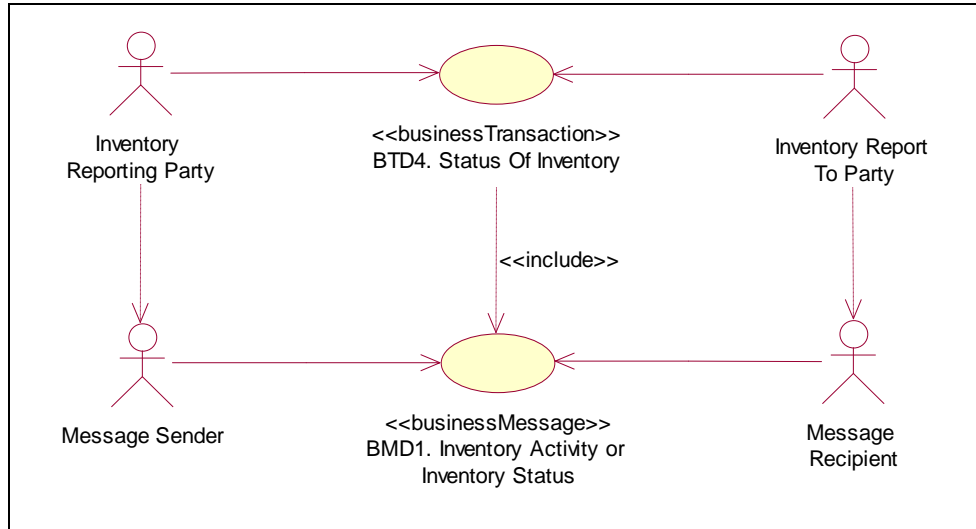 Inventory
Reporting Party
<<businessTransaction>>
BTD4. Status Of Inventory
Inventory Report
To Party
<<include>>
Message Sender
<<businessMessage>>
BMD1. Inventory Activity or
Inventory Status
Message
Recipient